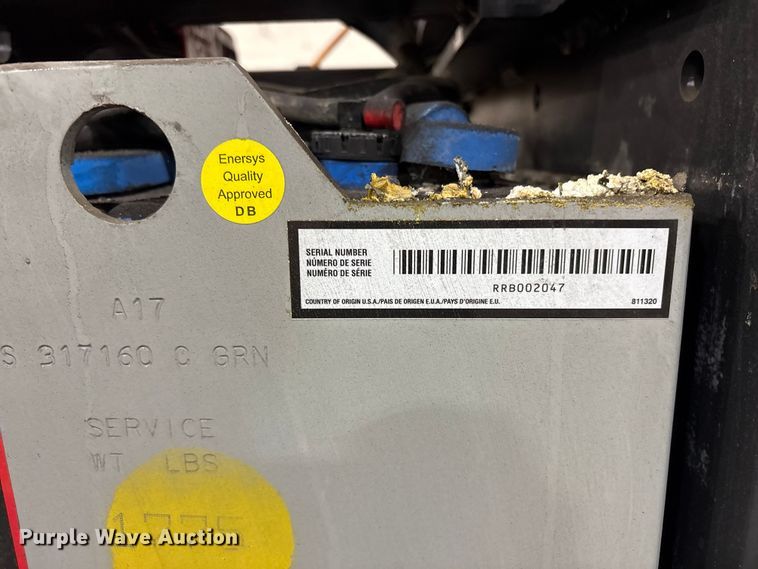 Enersys
Quality
Approved
DB
SERIAL NUMBER
NÚMERO DE SERIE
NUMÉRO DE SÉRIE
RRB002047
COUNTRY OF ORIGIN U.S.A./PAIS DE ORIGEN E.U.A./PAYS D'ORIGINE E.U.
811320
A17
S 317160 C GRN
SERVICE
WT LBS
1775
Purple Wave Auction